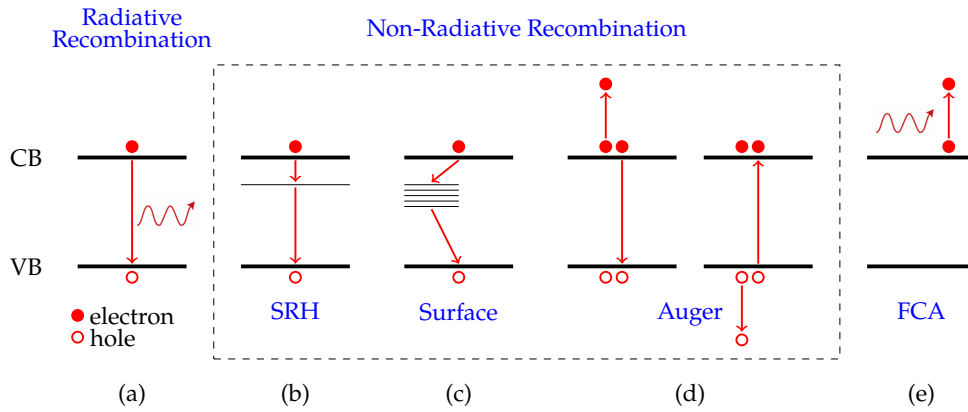 Radiative
Recombination
Non-Radiative Recombination
CB
VB
SRH
Surface
Auger
FCA
electron
hole
(a)
(b)
(c)
(d)
(e)